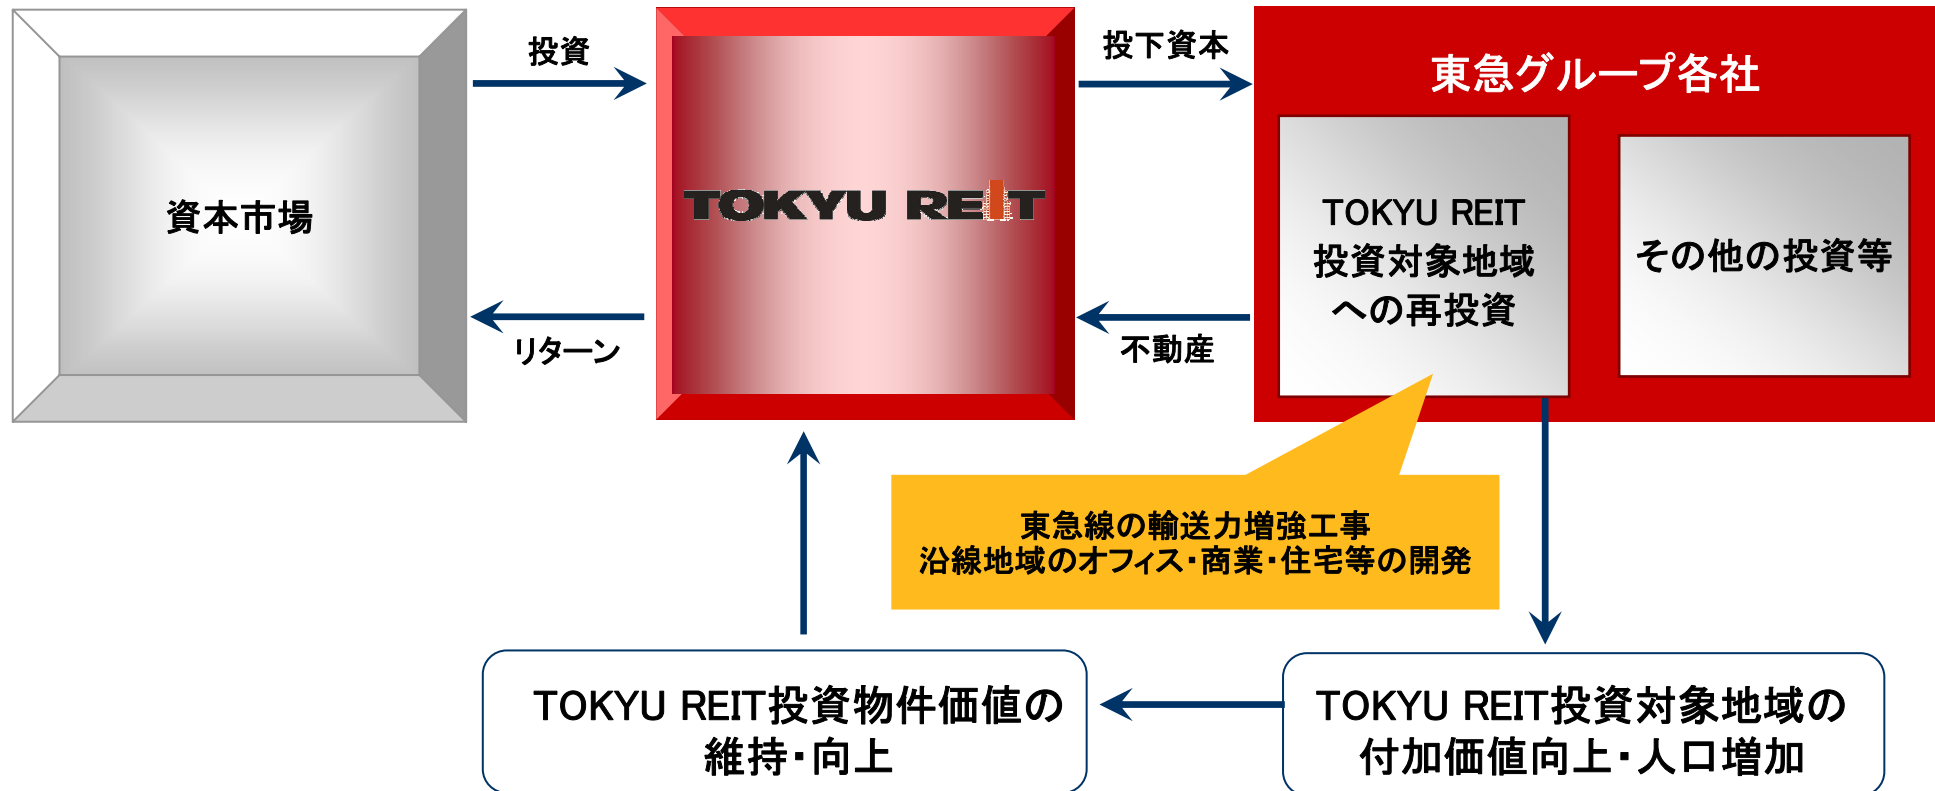 投資
投下資本
東急グループ各社
資本市場
TOKYU REIT
TOKYU REIT
投資対象地域
への再投資
その他の投資等
リターン
不動産
東急線の輸送力増強工事
沿線地域のオフィス・商業・住宅等の開発
TOKYU REIT投資物件価値の
維持・向上
TOKYU REIT投資対象地域の
付加価値向上・人口増加